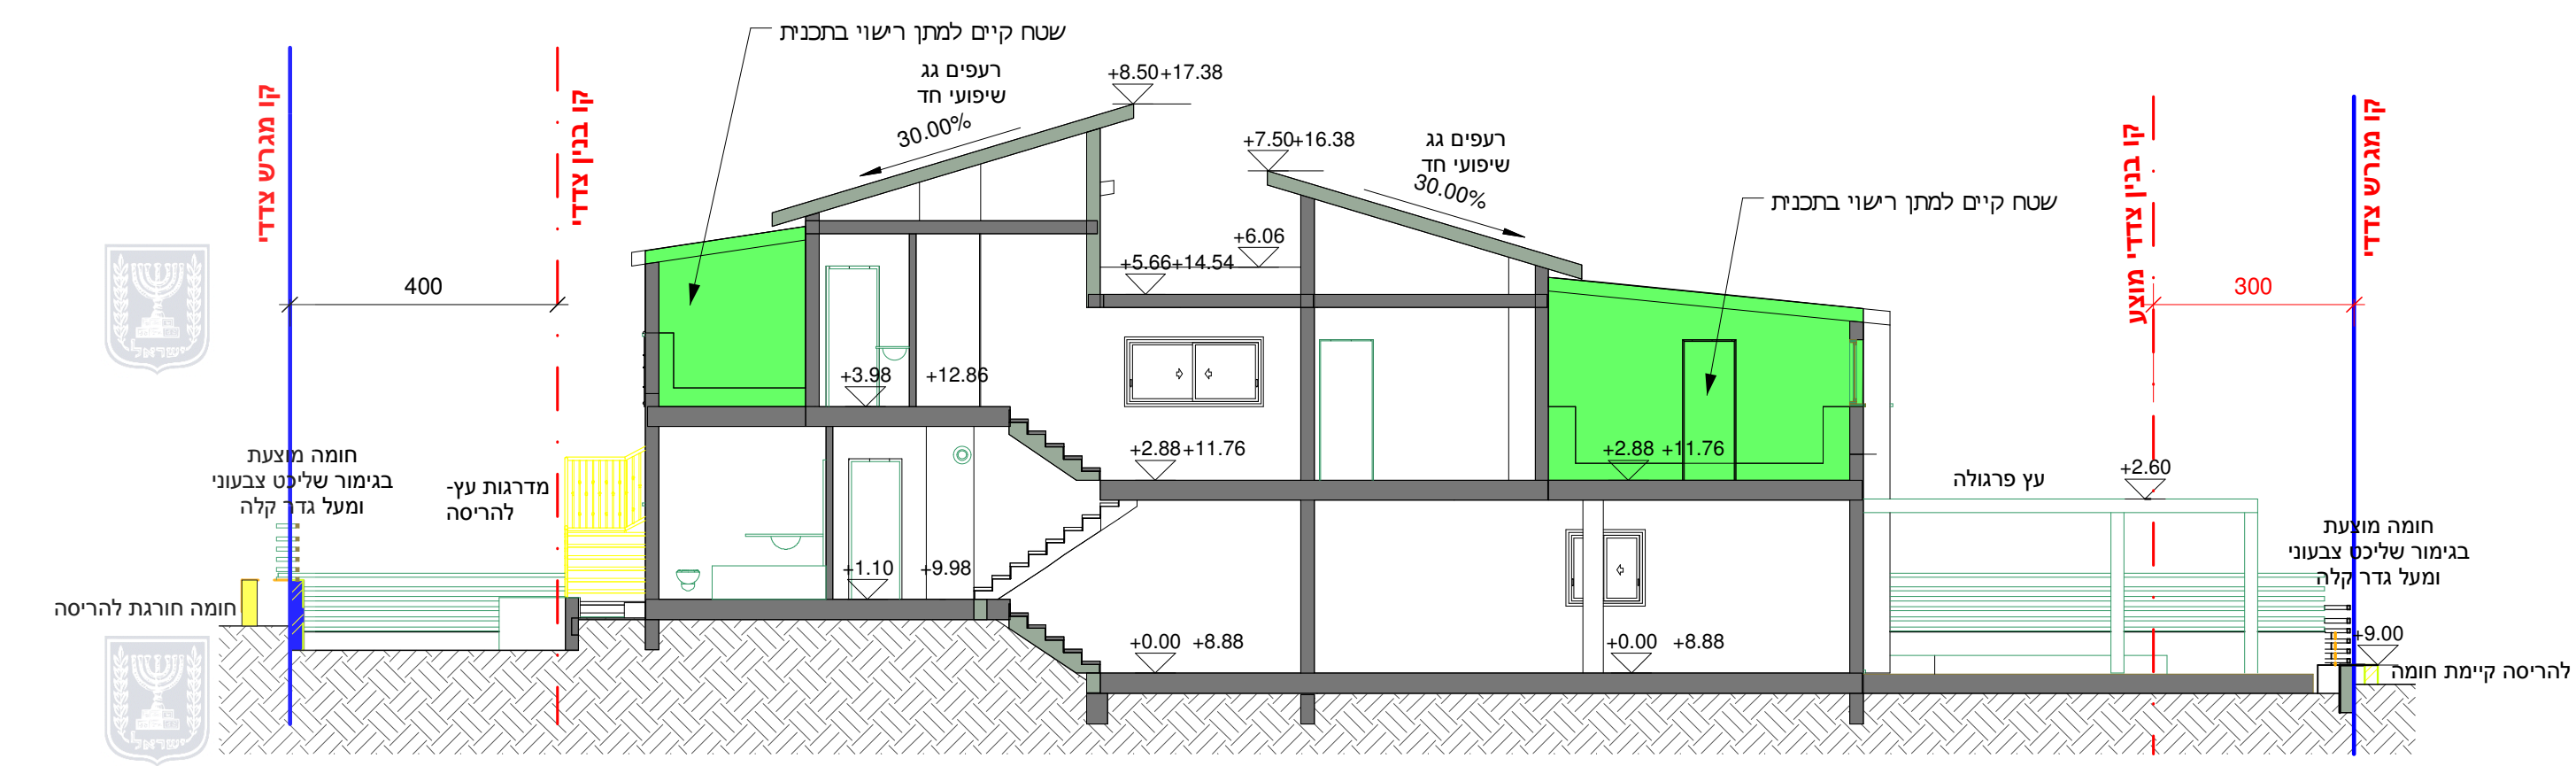 שטח קיים למתן רישוי בתכנית
רעפים גג
שיפועי חד
30.00%
+8.50+17.38
+7.50+16.38
רעפים גג
שיפועי חד
30.00%
שטח קיים למתן רישוי בתכנית
קו מגרש צדדי
קו בנין צדדי
קו בנין צדדי מוצע
קו מגרש צדדי
400
300
+6.06
+5.66+14.54
+3.98 +12.86
+2.88+11.76
+2.88 +11.76
+2.60
עץ פרגולה
חומה מוצעת
בגימור שליכט צבעוני
ומעל גדר קלה
מדרגות עץ-
להריסה
חומה מוצעת
בגימור שליכט צבעוני
ומעל גדר קלה
+1.10 +9.98
חומה חורגת להריסה
+0.00 +8.88
+0.00 +8.88
+9.00
להריסה קיימת חומה
ישראל
ישראל